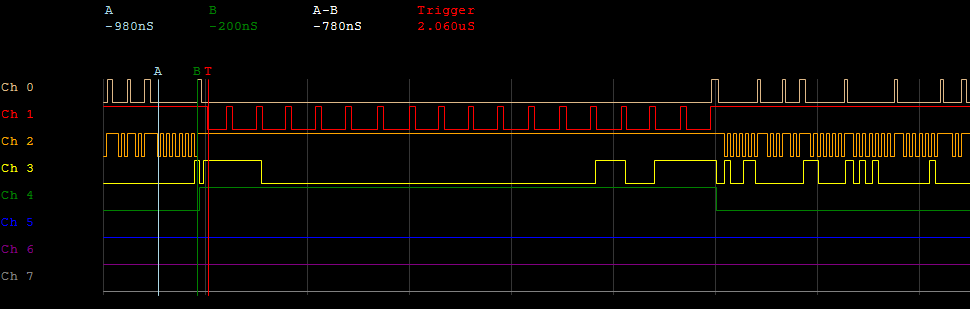 A B A-B Trigger
-980nS -200nS -780nS 2.060uS
A B T
Ch 0
Ch 1
Ch 2
Ch 3
Ch 4
Ch 5
Ch 6
Ch 7